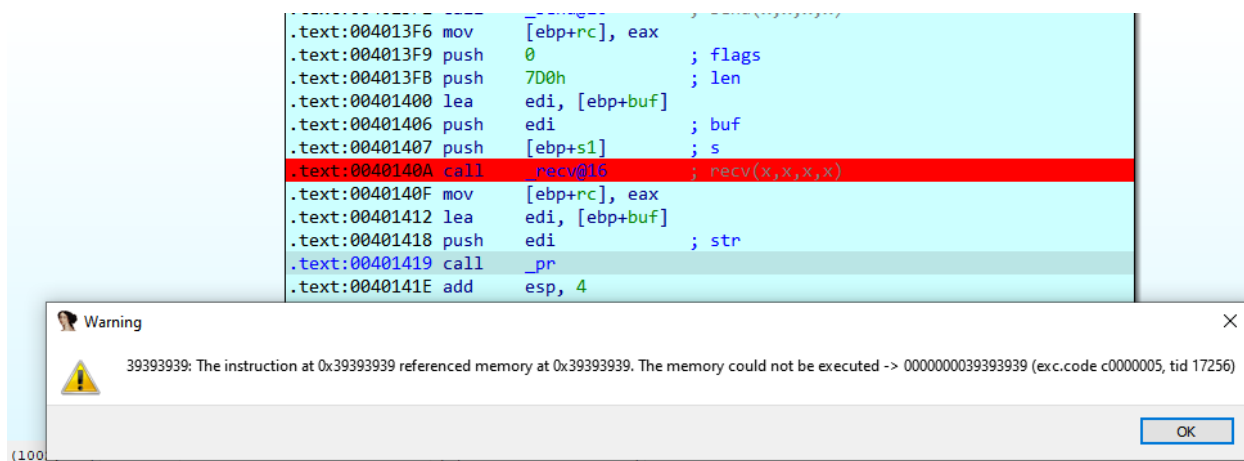 .text:004013F6 mov [ebp+rc], eax
.text:004013F9 push 0 ; flags
.text:004013FB push 7D0h ; len
.text:00401400 lea edi, [ebp+buf]
.text:00401406 push edi ; buf
.text:00401407 push [ebp+s1] ; s
.text:0040140A call _recv@16 ; recv(x,x,x,x)
.text:0040140F mov [ebp+rc], eax
.text:00401412 lea edi, [ebp+buf]
.text:00401418 push edi ; str
.text:00401419 call _pr
.text:0040141E add esp, 4
Warning
39393939: The instruction at 0x39393939 referenced memory at 0x39393939. The memory could not be executed -> 0000000039393939 (exc.code c0000005, tid 17256)
OK
(100